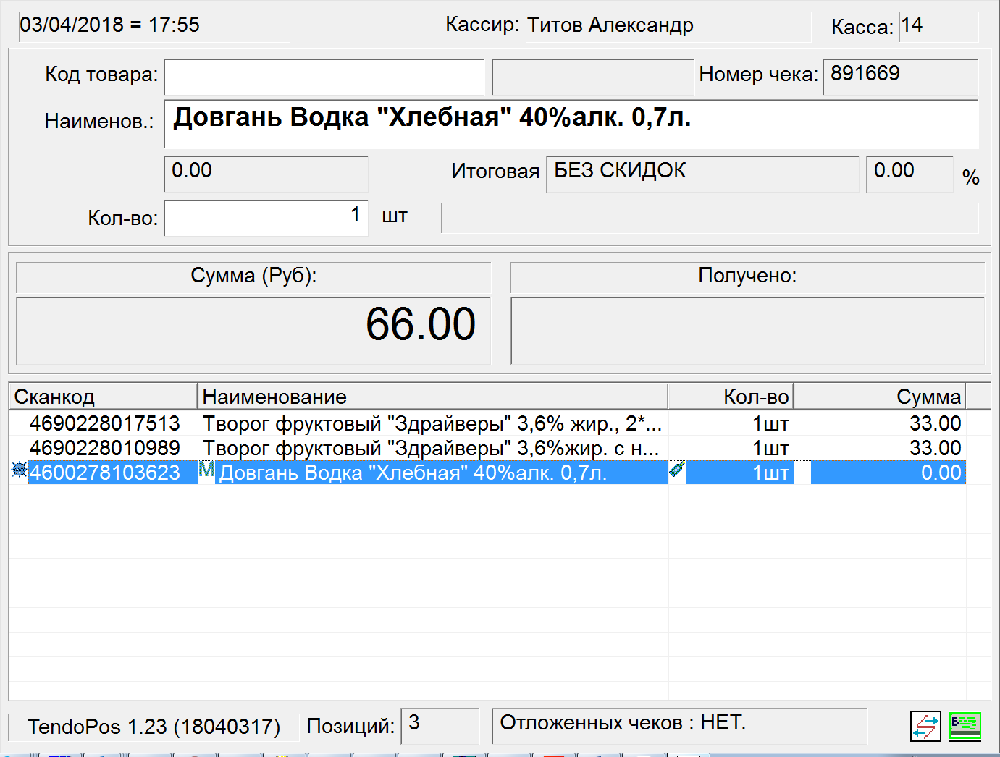 03/04/2018 = 17:55 Кассир: Титов Александр Касса: 14
Код товара: Номер чека: 891669
Наименов.: Довгань Водка "Хлебная" 40%алк. 0,7л.
0.00 Итоговая БЕЗ СКИДОК 0.00 %
Кол-во: 1 шт
Сумма (Руб): Получено:
66.00
Сканкод Наименование Кол-во Сумма
4690228017513 Творог фруктовый "Здрайверы" 3,6% жир., 2*... 1шт 33.00
4690228010989 Творог фруктовый "Здрайверы" 3,6%жир. с н... 1шт 33.00
4600278103623 М Довгань Водка "Хлебная" 40%алк. 0,7л. 1шт 0.00
TendoPos 1.23 (18040317) Позиций: 3 Отложенных чеков : НЕТ.